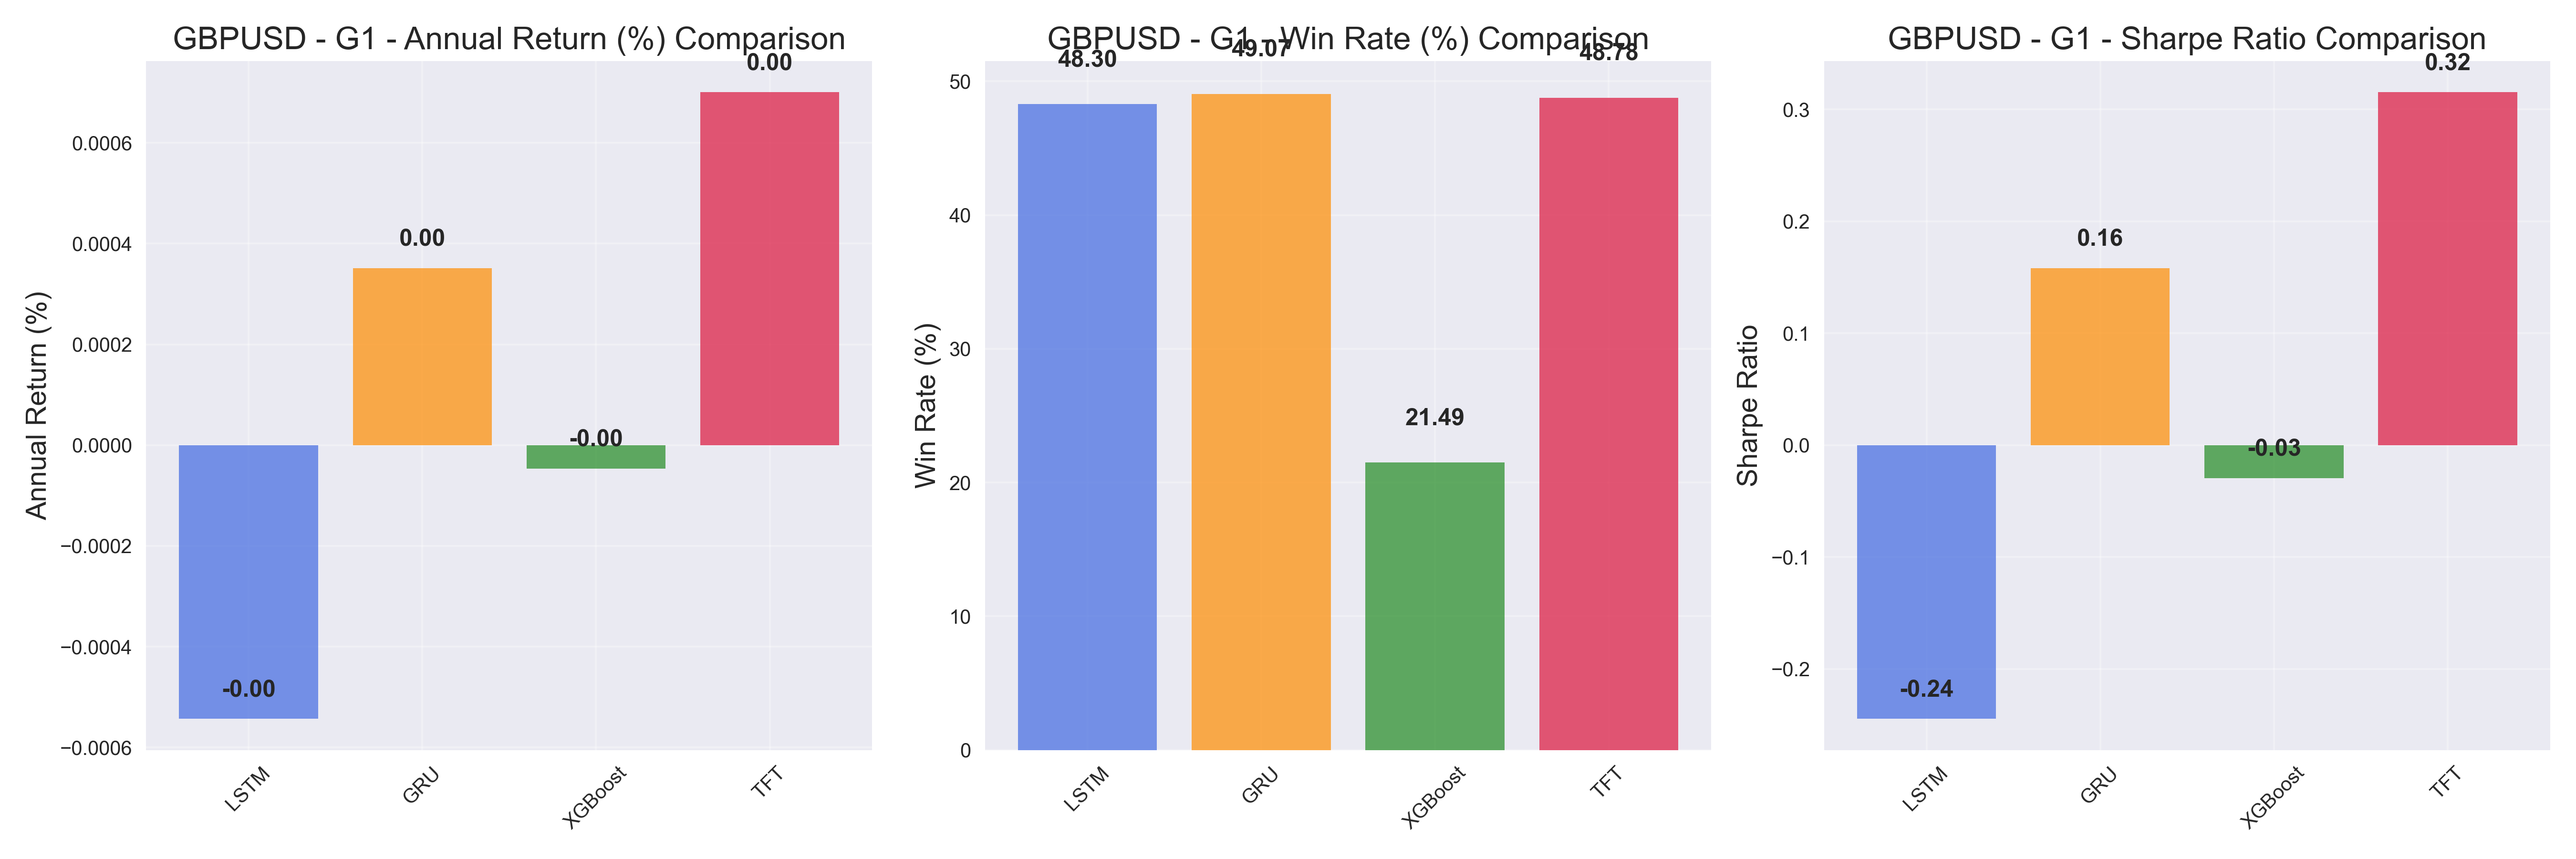 GBPUSD - G1 - Annual Return (%) Comparison
0.00
0.0006
0.0004
0.00
0.0002
0.0000
-0.00
−0.0002
−0.0004
-0.00
−0.0006
Annual Return (%)
LSTM
GRU
XGBoost
TFT
GBPUSD - G1 - Win Rate (%) Comparison
48.30
49.07
48.78
50
40
30
21.49
20
10
0
Win Rate (%)
LSTM
GRU
XGBoost
TFT
GBPUSD - G1 - Sharpe Ratio Comparison
0.32
0.3
0.2
0.16
0.1
0.0
-0.03
−0.1
−0.2
-0.24
Sharpe Ratio
LSTM
GRU
XGBoost
TFT